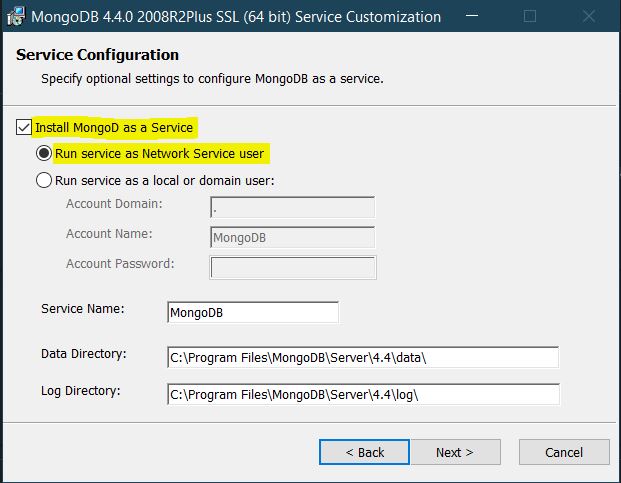 MongoDB 4.4.0 2008R2Plus SSL (64 bit) Service Customization
Service Configuration
Specify optional settings to configure MongoDB as a service.
Install MongoD as a Service
Run service as Network Service user
Run service as a local or domain user:
Account Domain: .
Account Name: MongoDB
Account Password:
Service Name: MongoDB
Data Directory: C:\Program Files\MongoDB\Server\4.4\data\
Log Directory: C:\Program Files\MongoDB\Server\4.4\log\
< Back Next > Cancel